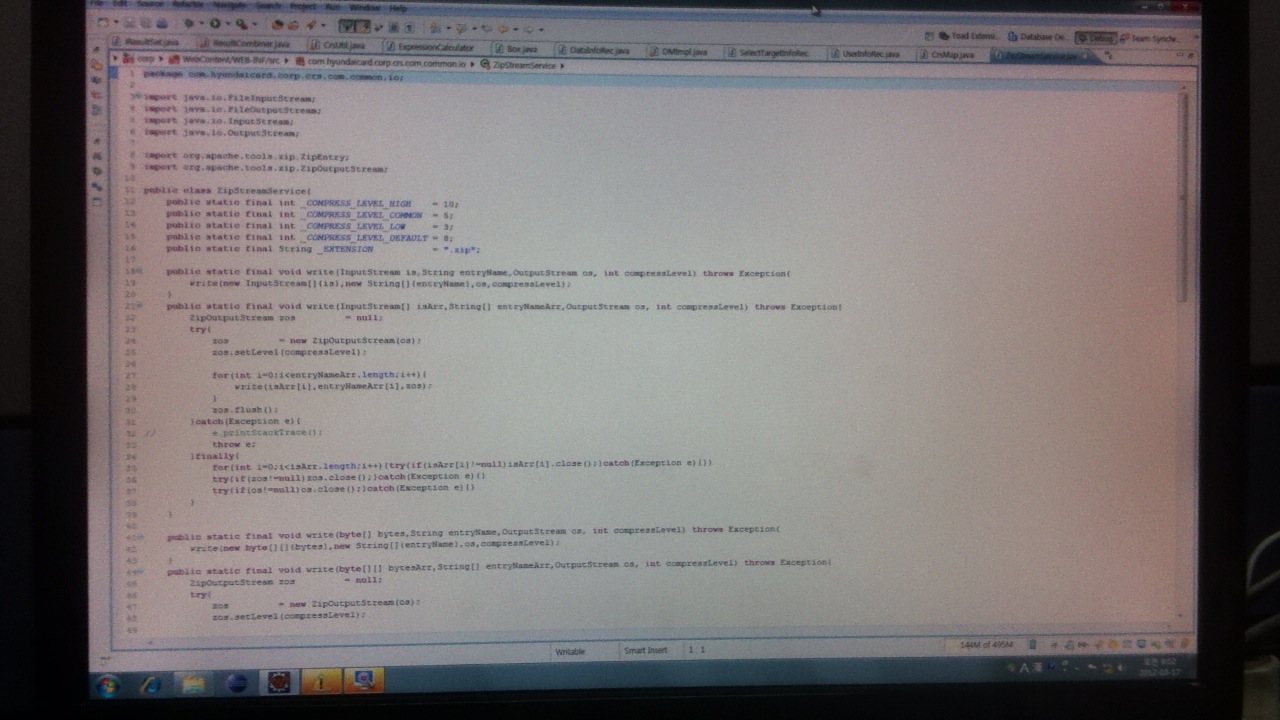 File Edit Source Refactor Navigate Search Project Run Window Help
Toad Extensi... Database De... Debug Team Synchr...
ResultSet.java ResultCombiner.java CrsUtil.java ExpressionCalculator Box.java DataInfoRec.java DMImpl.java SelectTargetInfoRec UserInfoRec.java CrsMap.java
corp WebContent/WEB-INF/src com.hyundaicard.corp.crs.com.common.io ZipStreamService
1 package com.hyundaicard.corp.crs.com.common.io;
2
3 import java.io.FileInputStream;
4 import java.io.FileOutputStream;
5 import java.io.InputStream;
6 import java.io.OutputStream;
7
8 import org.apache.tools.zip.ZipEntry;
9 import org.apache.tools.zip.ZipOutputStream;
10
11 public class ZipStreamService{
12 public static final int _COMPRESS_LEVEL_HIGH = 10;
13 public static final int _COMPRESS_LEVEL_COMMON = 5;
14 public static final int _COMPRESS_LEVEL_LOW = 3;
15 public static final int _COMPRESS_LEVEL_DEFAULT = 8;
16 public static final String _EXTENSION = ".zip";
17
18 public static final void write(InputStream is,String entryName,OutputStream os, int compressLevel) throws Exception{
19 write(new InputStream[]{is},new String[]{entryName},os,compressLevel);
20 }
21 public static final void write(InputStream[] isArr,String[] entryNameArr,OutputStream os, int compressLevel) throws Exception{
22 ZipOutputStream zos = null;
23 try{
24 zos = new ZipOutputStream(os);
25 zos.setLevel(compressLevel);
26
27 for(int i=0;i<entryNameArr.length;i++){
28 write(isArr[i],entryNameArr[i],zos);
29 }
30 zos.flush();
31 }catch(Exception e){
32 // e.printStackTrace();
33 throw e;
34 }finally{
35 for(int i=0;i<isArr.length;i++){try{if(isArr[i]!=null)isArr[i].close();}catch(Exception e){}}
36 try{if(zos!=null)zos.close();}catch(Exception e){}
37 try{if(os!=null)os.close();}catch(Exception e){}
38 }
39 }
40
41 public static final void write(byte[] bytes,String entryName,OutputStream os, int compressLevel) throws Exception{
42 write(new byte[][]{bytes},new String[]{entryName},os,compressLevel);
43 }
44 public static final void write(byte[][] bytesArr,String[] entryNameArr,OutputStream os, int compressLevel) throws Exception{
45 ZipOutputStream zos = null;
46 try{
47 zos = new ZipOutputStream(os);
48 zos.setLevel(compressLevel);
49
Writable Smart Insert 1 : 1 144M of 495M
A 漢